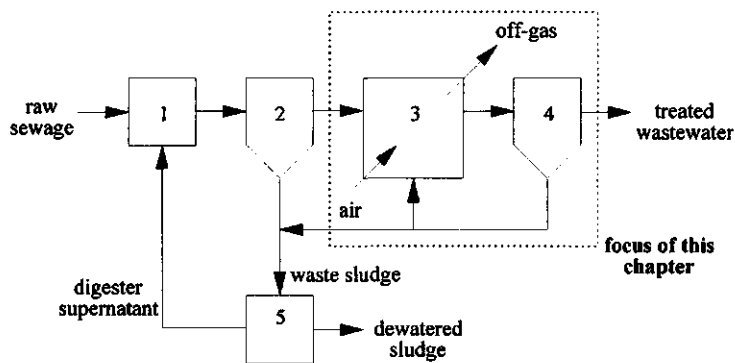 off-gas
raw
sewage
1
2
3
4
treated
wastewater
air
focus of this
chapter
waste sludge
digester
supernatant
5
dewatered
sludge